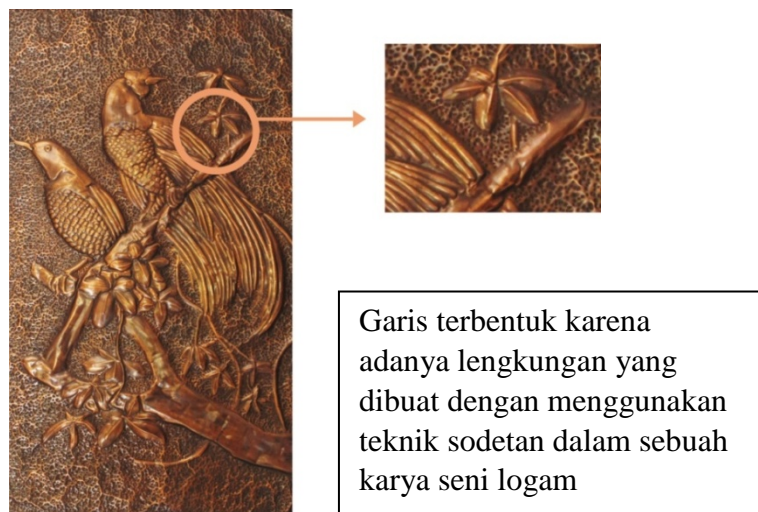 Garis terbentuk karena
adanya lengkungan yang
dibuat dengan menggunakan
teknik sodetan dalam sebuah
karya seni logam